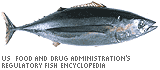 US FOOD AND DRUG ADMINISTRATION'S
REGULATORY FISH ENCYCLOPEDIA